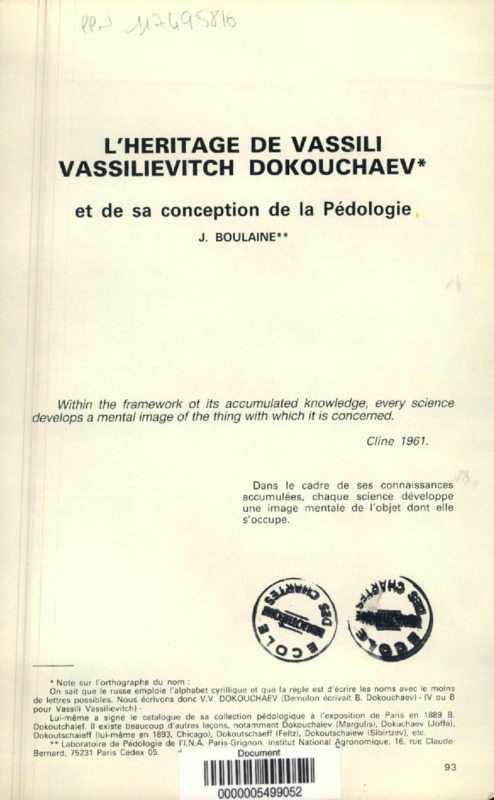 PPN 117495816
L'HERITAGE DE VASSILI
VASSILIEVITCH DOKOUCHAEV*
et de sa conception de la Pédologie
J. BOULAINE**
Within the framework ot its accumulated knowledge, every science
develops a mental image of the thing with which it is concerned.
Cline 1961.
Dans le cadre de ses connaissances
accumulées, chaque science développe
une image mentale de l'objet dont elle
s'occupe.
ECOLE DES CHARTES
ECOLE DES CHARTES
* Note sur l'orthographe du nom :
On sait que le russe emploie l'alphabet cyrillique et que la règle est d'écrire les noms avec le moins
de lettres possibles. Nous écrivons donc V.V. DOKOUCHAEV (Demolon écrivait B. Dokouchaev) - (V ou B
pour Vassili Vassilievitch) -
Lui-même a signé le catalogue de sa collection pédologique à l'exposition de Paris en 1889 B.
Dokoutchaief. Il existe beaucoup d'autres leçons, notamment Dokuchaiev (Margulis), Dokuchaev (Joffe),
Dokoutschaieff (lui-même en 1893, Chicago), Dokoutschaeff (Feltz), Dokoutschaiew (Sibirtzev), etc.
** Laboratoire de Pédologie de l'I.N.A. Paris-Grignon. Institut National Agronomique, 16, rue Claude-
Bernard, 75231 Paris Cedex 05.
93
Document
0000005499052